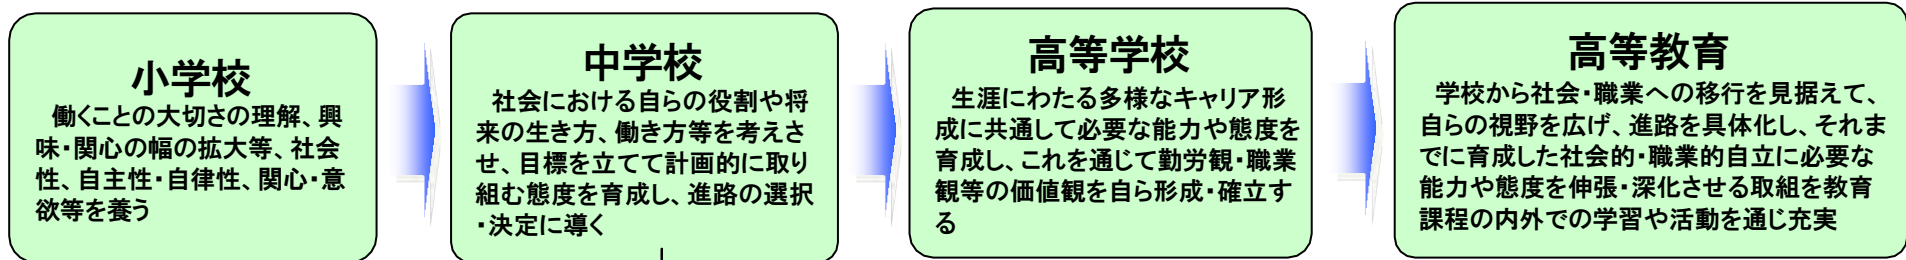 小学校
働くことの大切さの理解、興
味・関心の幅の拡大等、社会
性、自主性・自律性、関心・意
欲等を養う
中学校
社会における自らの役割や将
来の生き方、働き方等を考えさ
せ、目標を立てて計画的に取り
組む態度を育成し、進路の選択
・決定に導く
高等学校
生涯にわたる多様なキャリア形
成に共通して必要な能力や態度を
育成し、これを通じて勤労観・職業
観等の価値観を自ら形成・確立す
る
高等教育
学校から社会・職業への移行を見据えて、
自らの視野を広げ、進路を具体化し、それま
でに育成した社会的・職業的自立に必要な
能力や態度を伸張・深化させる取組を教育
課程の内外での学習や活動を通じ充実